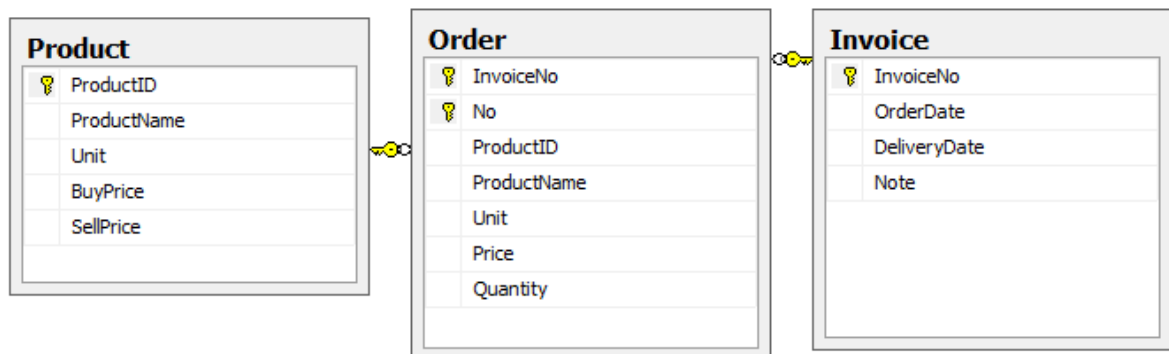 Product
ProductID
ProductName
Unit
BuyPrice
SellPrice
Order
InvoiceNo
No
ProductID
ProductName
Unit
Price
Quantity
Invoice
InvoiceNo
OrderDate
DeliveryDate
Note